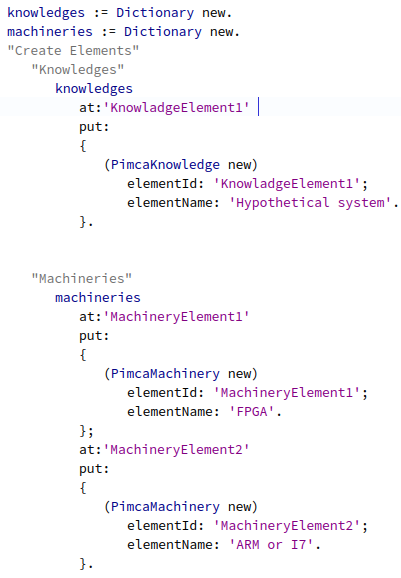 knowledges := Dictionary new.
machineries := Dictionary new.
"Create Elements"
"Knowledges"
knowledges
at:'KnowladgeElement1'
put:
{
(PimcaKnowledge new)
elementId: 'KnowladgeElement1';
elementName: 'Hypothetical system'.
}.
"Machineries"
machineries
at:'MachineryElement1'
put:
{
(PimcaMachinery new)
elementId: 'MachineryElement1';
elementName: 'FPGA'.
};
at:'MachineryElement2'
put:
{
(PimcaMachinery new)
elementId: 'MachineryElement2';
elementName: 'ARM or I7'.
}.